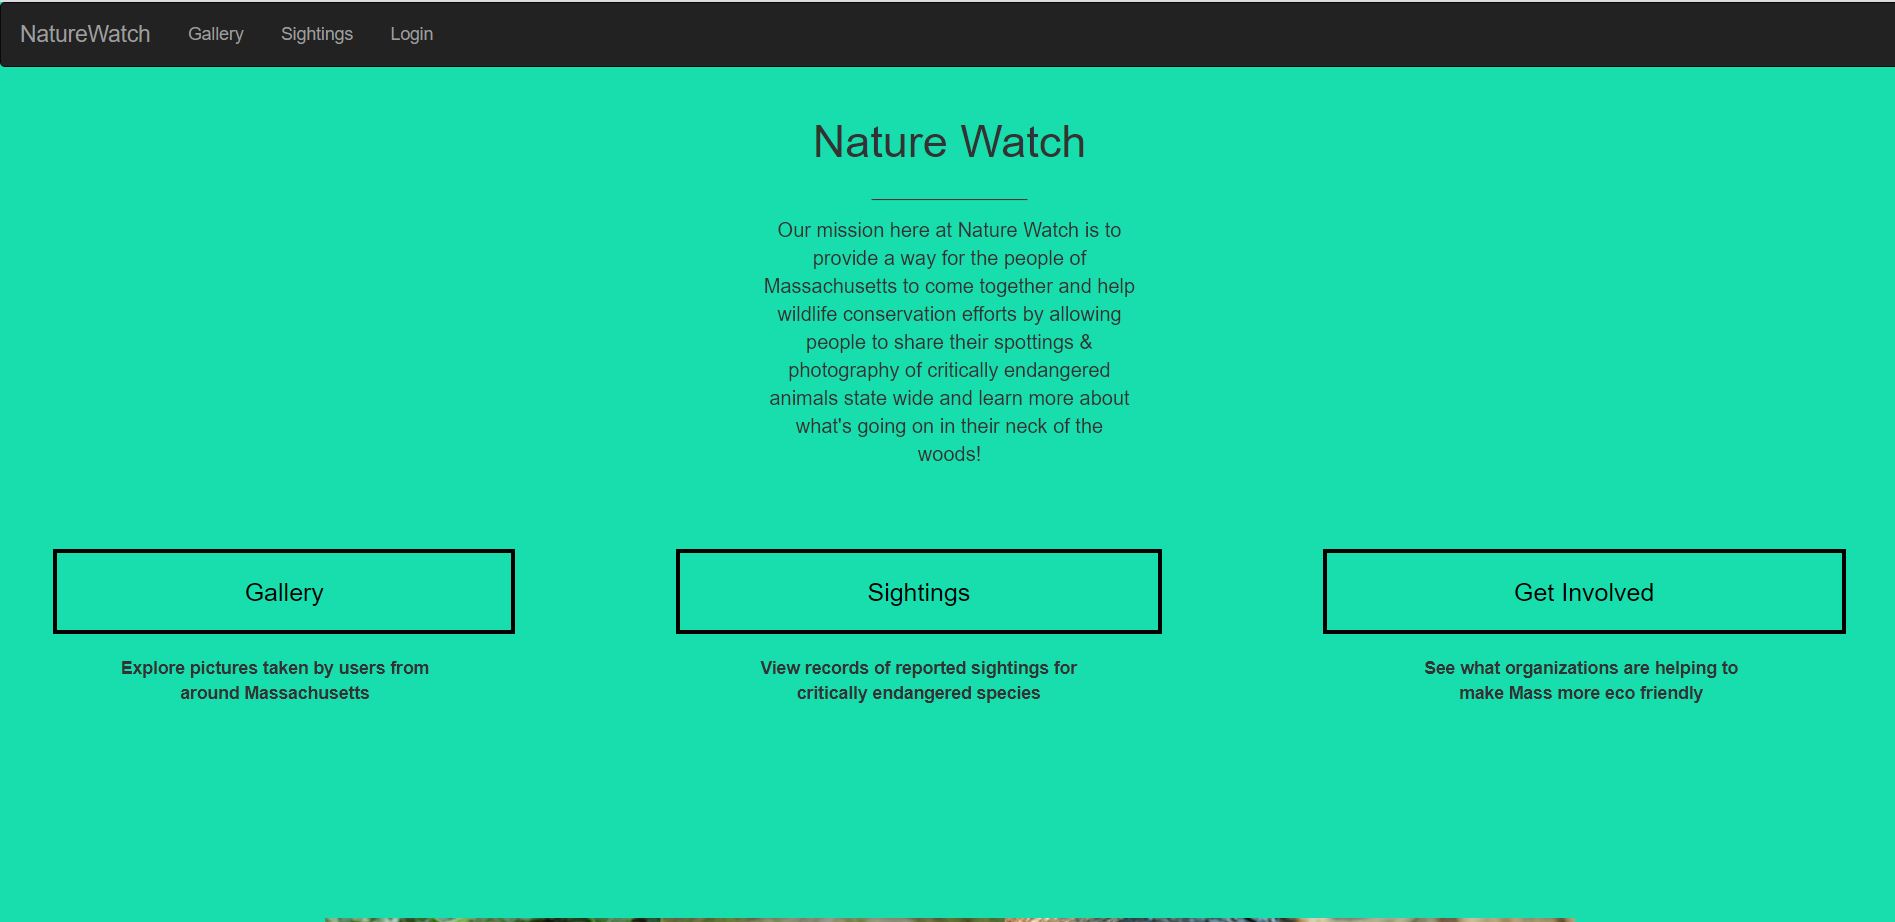 NatureWatch Gallery Sightings Login
Nature Watch
Our mission here at Nature Watch is to
provide a way for the people of
Massachusetts to come together and help
wildlife conservation efforts by allowing
people to share their spottings &
photography of critically endangered
animals state wide and learn more about
what's going on in their neck of the
woods!
Gallery
Explore pictures taken by users from
around Massachusetts
Sightings
View records of reported sightings for
critically endangered species
Get Involved
See what organizations are helping to
make Mass more eco friendly